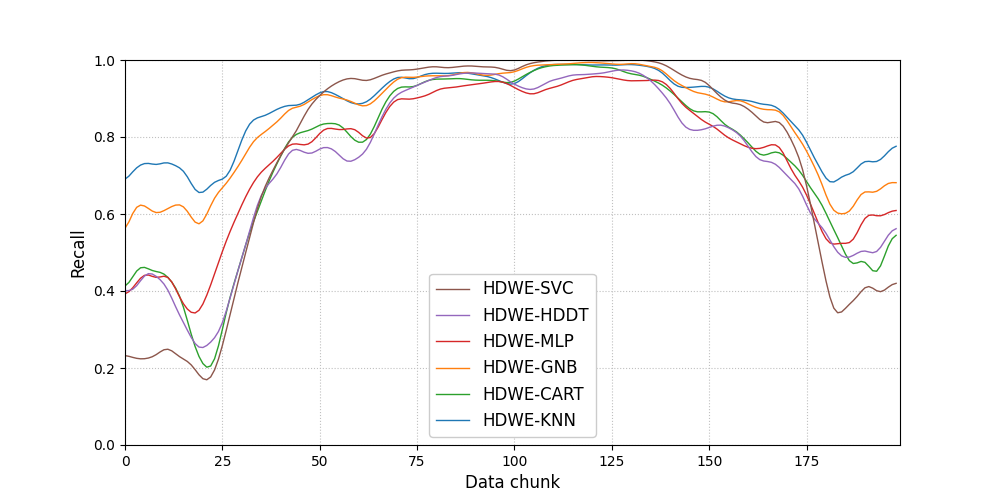 1.0
0.8
0.6
0.4
0.2
0.0
Recall
HDWE-SVC
HDWE-HDDT
HDWE-MLP
HDWE-GNB
HDWE-CART
HDWE-KNN
0 25 50 75 100 125 150 175
Data chunk